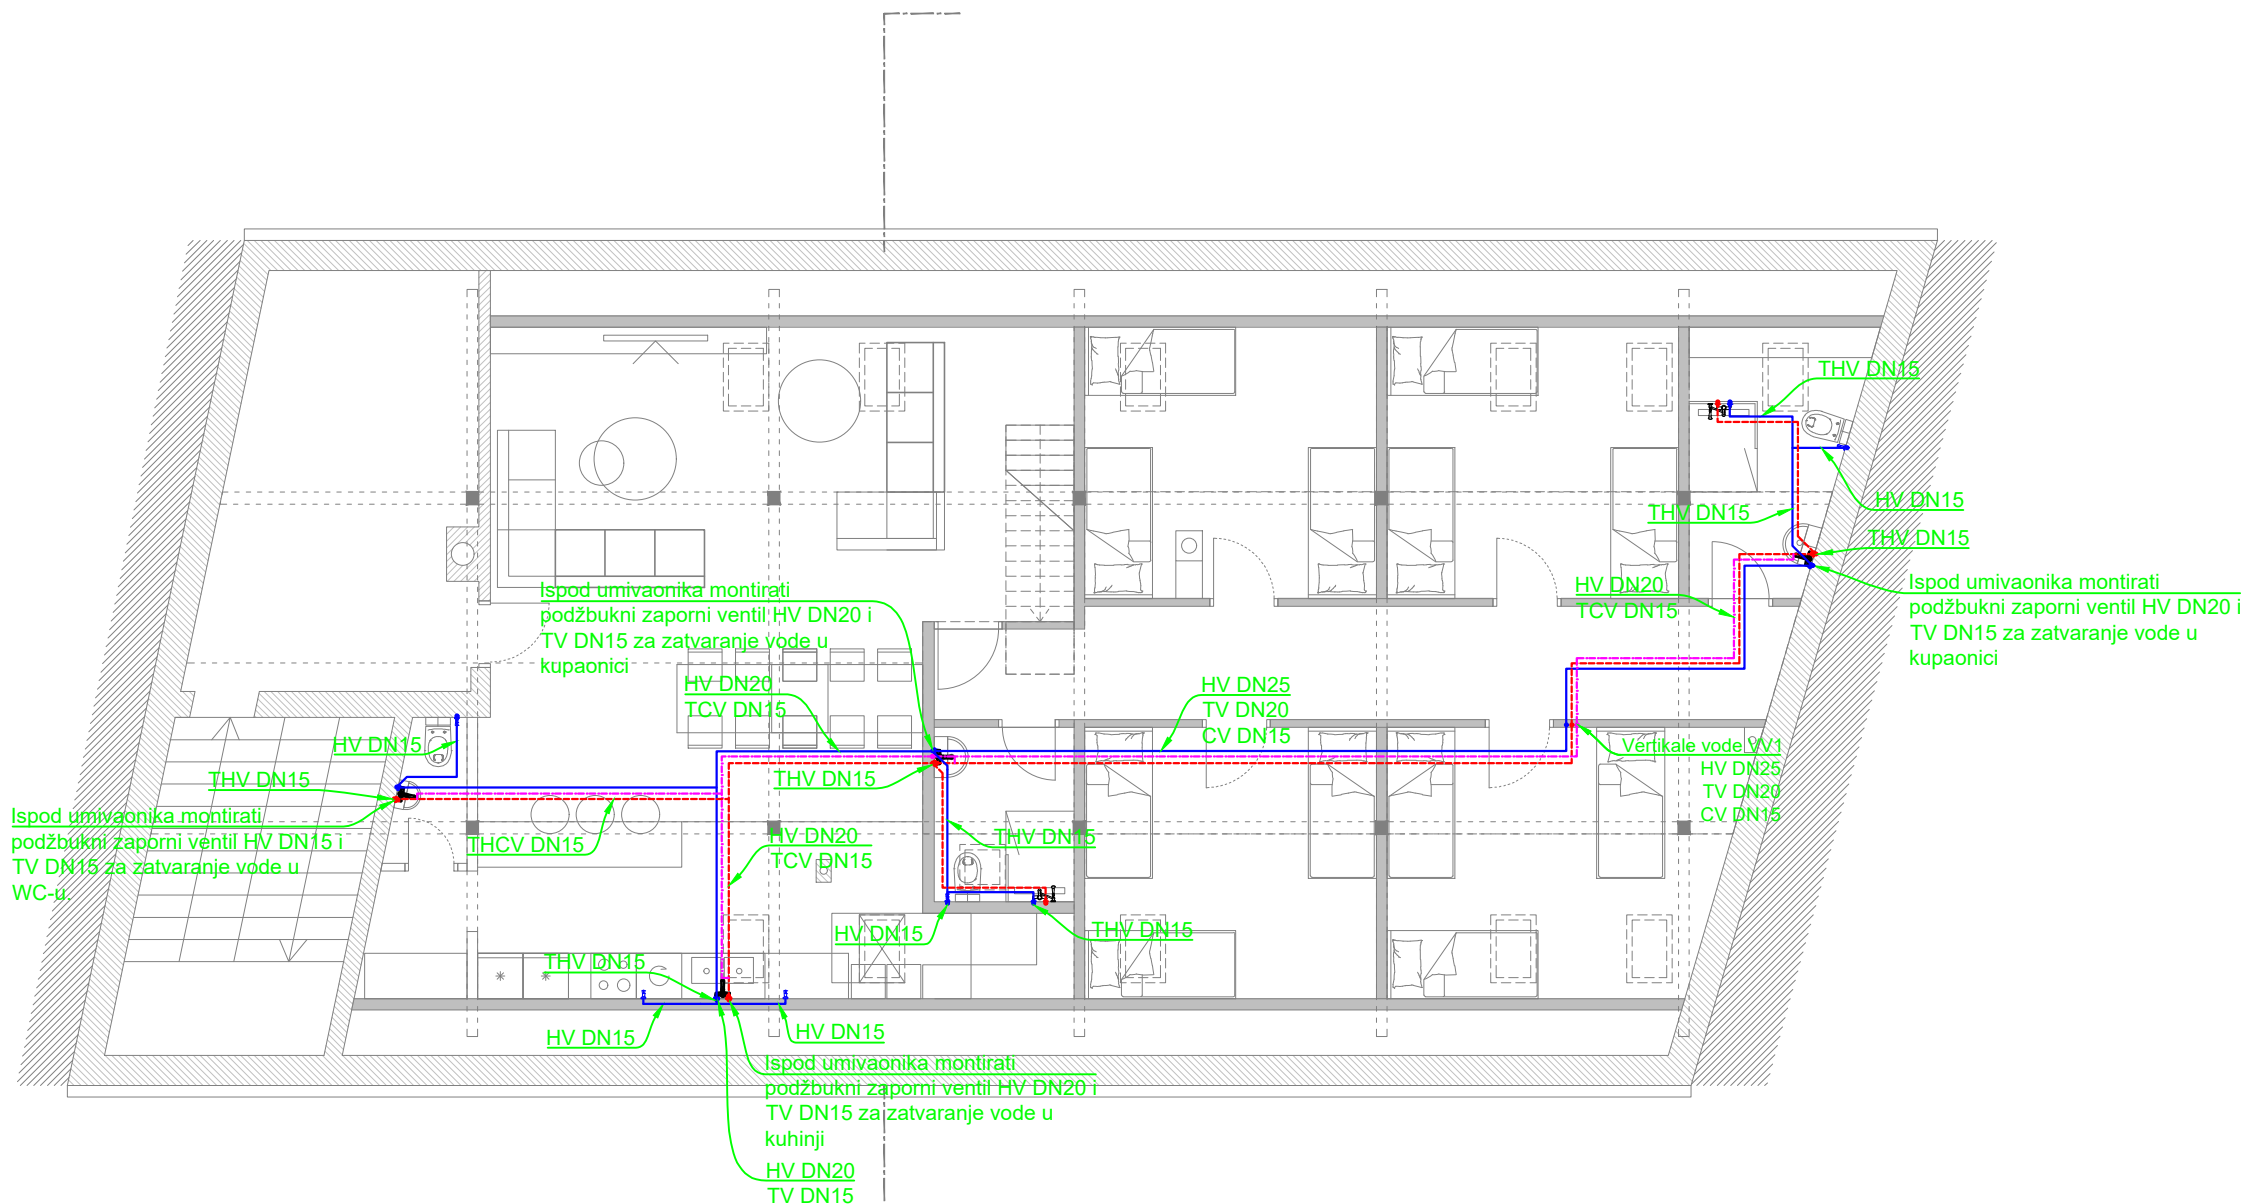 THV DN15
HV DN15
THV DN15
THV DN15
Ispod umivaonika montirati
podžbukni zaporni ventil HV DN20 i
TV DN15 za zatvaranje vode u
kupaonici
HV DN20
TCV DN15
Ispod umivaonika montirati
podžbukni zaporni ventil HV DN20 i
TV DN15 za zatvaranje vode u
kupaonici
HV DN20
TCV DN15
HV DN25
TV DN20
CV DN15
Vertikale vode VV1
HV DN25
TV DN20
CV DN15
HV DN15
THV DN15
THV DN15
Ispod umivaonika montirati
podžbukni zaporni ventil HV DN15 i
TV DN15 za zatvaranje vode u
WC-u.
THCV DN15
HV DN20
TCV DN15
THV DN15
HV DN15
THV DN15
THV DN15
HV DN15
HV DN15
Ispod umivaonika montirati
podžbukni zaporni ventil HV DN20 i
TV DN15 za zatvaranje vode u
kuhinji
HV DN20
TV DN15